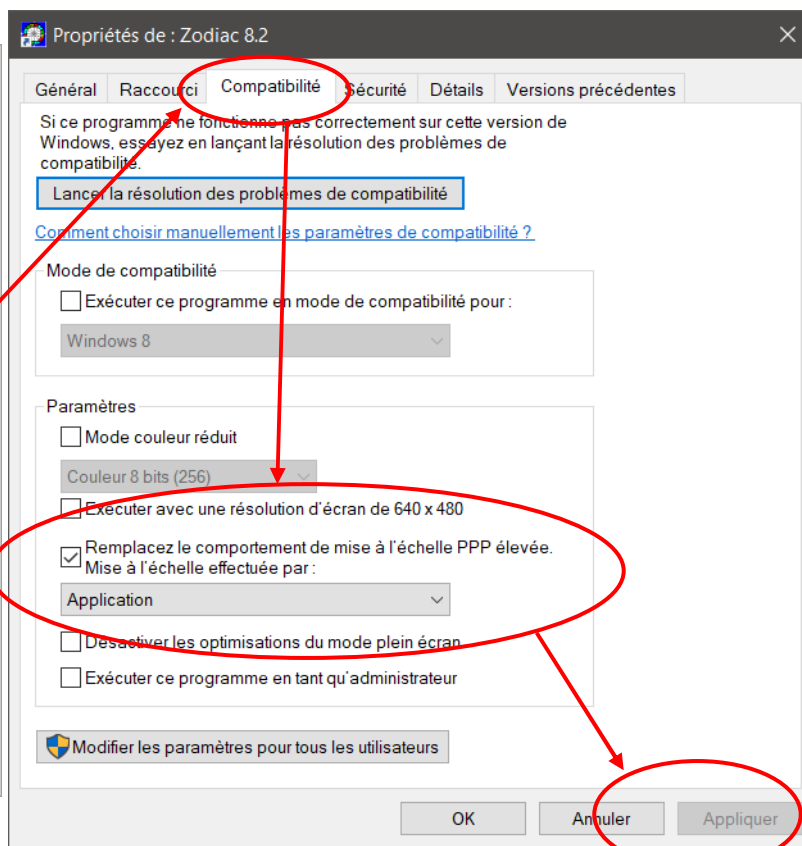 Propriétés de : Zodiac 8.2
Général Raccourci Compatibilité Sécurité Détails Versions précédentes
Si ce programme ne fonctionne pas correctement sur cette version de
Windows, essayez en lançant la résolution des problèmes de
compatibilité.
Lancer la résolution des problèmes de compatibilité
Comment choisir manuellement les paramètres de compatibilité ?
Mode de compatibilité
Exécuter ce programme en mode de compatibilité pour :
Windows 8
Paramètres
Mode couleur réduit
Couleur 8 bits (256)
Exécuter avec une résolution d'écran de 640 x 480
Remplacez le comportement de mise à l'échelle PPP élevée.
Mise à l'échelle effectuée par :
Application
Désactiver les optimisations du mode plein écran
Exécuter ce programme en tant qu'administrateur
Modifier les paramètres pour tous les utilisateurs
OK Annuler Appliquer